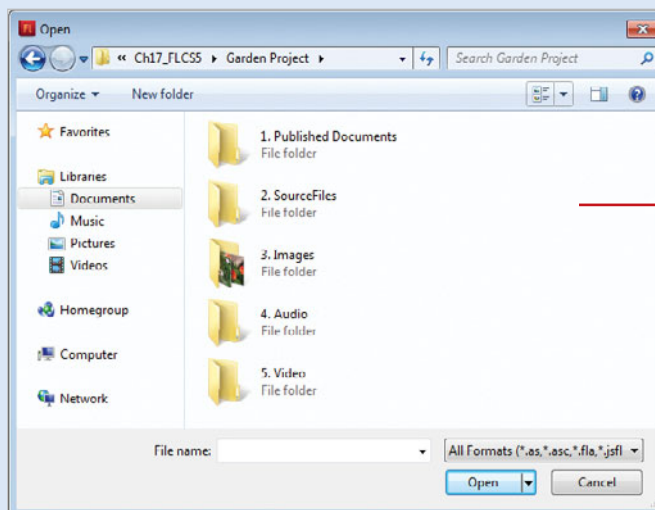 Open
« Ch17_FLCS5 ▸ Garden Project ▸
Search Garden Project
Organize
New folder
Favorites
Libraries
Documents
Music
Pictures
Videos
Homegroup
Computer
Network
1. Published Documents
File folder
2. SourceFiles
File folder
3. Images
File folder
4. Audio
File folder
5. Video
File folder
File name:
All Formats (*.as,*.asc,*.fla,*.jsfl
Open
Cancel